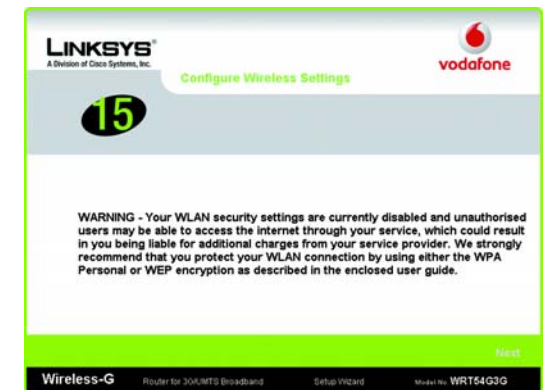 LINKSYS®
A Division of Cisco Systems, Inc.
vodafone
Configure Wireless Settings
15
WARNING - Your WLAN security settings are currently disabled and unauthorised
users may be able to access the internet through your service, which could result
in you being liable for additional charges from your service provider. We strongly
recommend that you protect your WLAN connection by using either the WPA
Personal or WEP encryption as described in the enclosed user guide.
Next
Wireless-G Router for 3G/UMTS Broadband Setup Wizard Model No WRT54G3G